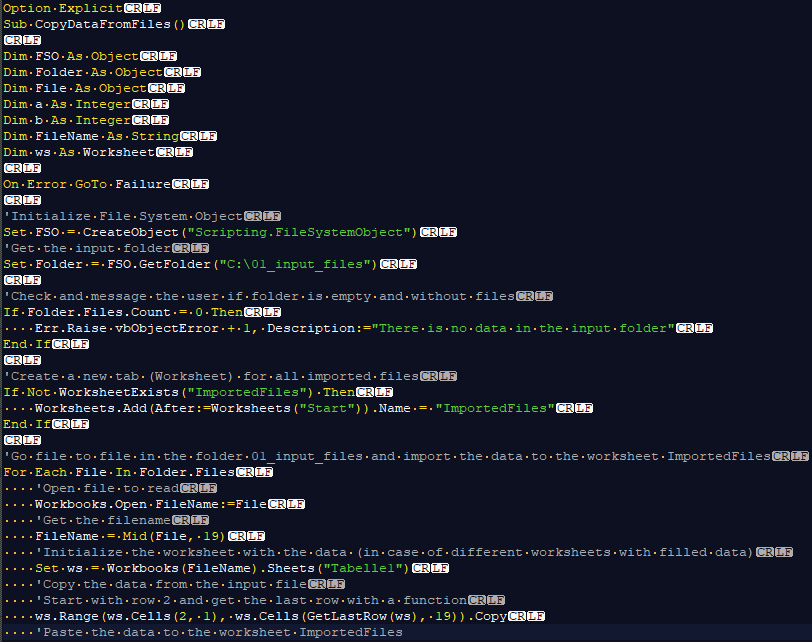 Option Explicit CRLF
Sub CopyDataFromFiles() CRLF
CRLF
Dim FSO As Object CRLF
Dim Folder As Object CRLF
Dim File As Object CRLF
Dim a As Integer CRLF
Dim b As Integer CRLF
Dim FileName As String CRLF
Dim ws As Worksheet CRLF
CRLF
On Error GoTo Failure CRLF
CRLF
'Initialize File System Object CRLF
Set FSO = CreateObject("Scripting.FileSystemObject") CRLF
'Get the input folder CRLF
Set Folder = FSO.GetFolder("C:\01_input_files") CRLF
CRLF
'Check and message the user if folder is empty and without files CRLF
If Folder.Files.Count = 0 Then CRLF
    Err.Raise vbObjectError + 1, Description:="There is no data in the input folder" CRLF
End If CRLF
CRLF
'Create a new tab (Worksheet) for all imported files CRLF
If Not WorksheetExists("ImportedFiles") Then CRLF
    Worksheets.Add(After:=Worksheets("Start")).Name = "ImportedFiles" CRLF
End If CRLF
CRLF
'Go file to file in the folder 01_input_files and import the data to the worksheet ImportedFiles CRLF
For Each File In Folder.Files CRLF
    'Open file to read CRLF
    Workbooks.Open FileName:=File CRLF
    'Get the filename CRLF
    FileName = Mid(File, 19) CRLF
    'Initialize the worksheet with the data (in case of different worksheets with filled data) CRLF
    Set ws = Workbooks(FileName).Sheets("Tabelle1") CRLF
    'Copy the data from the input file CRLF
    'Start with row 2 and get the last row with a function CRLF
    ws.Range(ws.Cells(2, 1), ws.Cells(GetLastRow(ws), 19)).Copy CRLF
    'Paste the data to the worksheet ImportedFiles